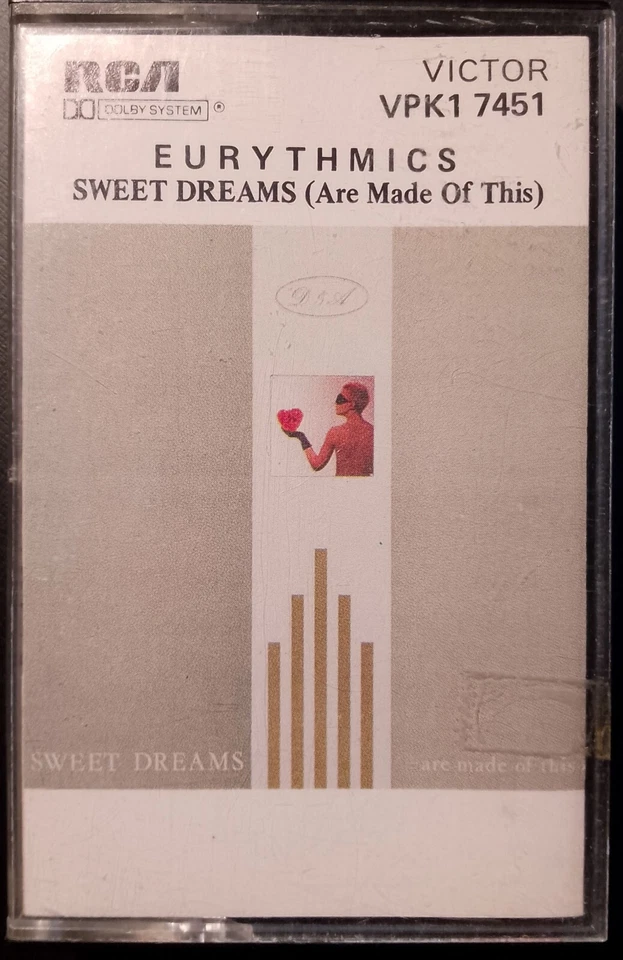 RCA VICTOR
DOLBY SYSTEM ® VPK1 7451
EURYTHMICS
SWEET DREAMS (Are Made Of This)
D & A
SWEET DREAMS are made of this